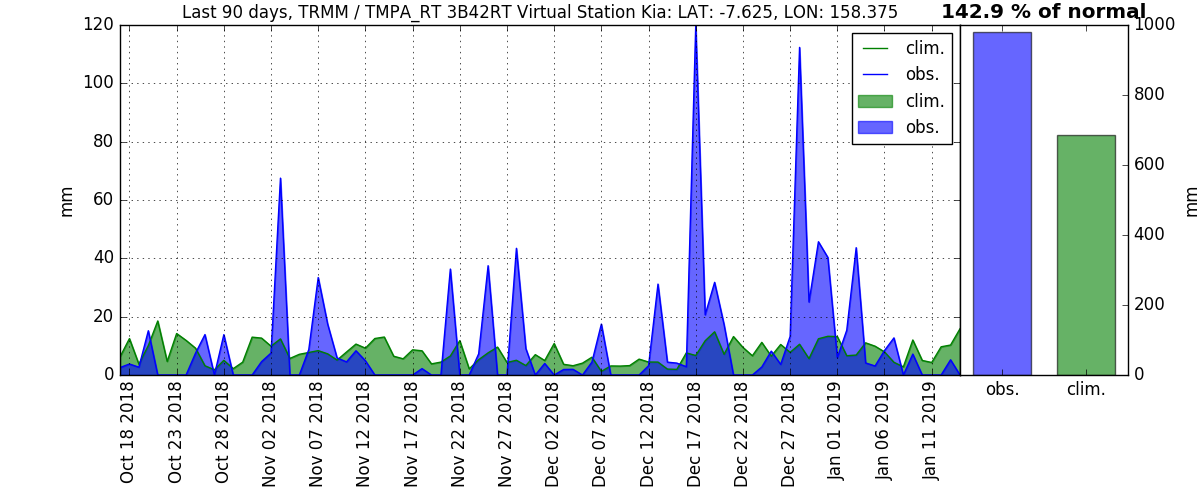 Last 90 days, TRMM / TMPA_RT 3B42RT Virtual Station Kia: LAT: -7.625, LON: 158.375
142.9 % of normal
120
100
80
60
40
20
0
mm
clim.
obs.
clim.
obs.
Oct 18 2018
Oct 23 2018
Oct 28 2018
Nov 02 2018
Nov 07 2018
Nov 12 2018
Nov 17 2018
Nov 22 2018
Nov 27 2018
Dec 02 2018
Dec 07 2018
Dec 12 2018
Dec 17 2018
Dec 22 2018
Dec 27 2018
Jan 01 2019
Jan 06 2019
Jan 11 2019
1000
800
600
400
200
0
mm
obs.
clim.